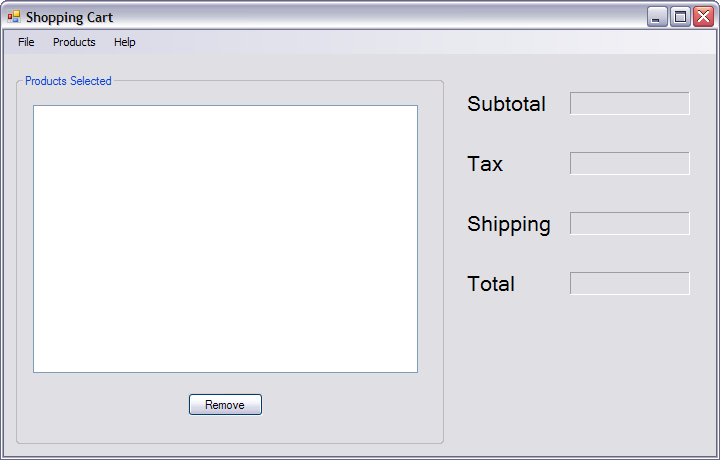 Shopping Cart
File Products Help
Products Selected
Subtotal
Tax
Shipping
Total
Remove